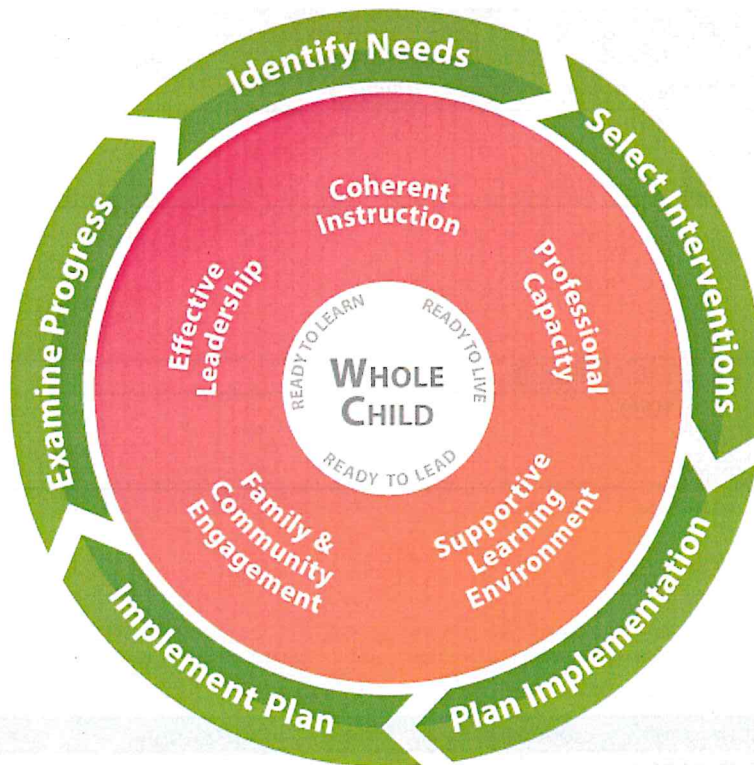 Identify Needs
Select Interventions
Plan Implementation
Implement Plan
Examine Progress
Coherent
Instruction
Professional
Capacity
Supportive
Learning
Environment
Family &
Community
Engagement
Effective
Leadership
READY TO LEARN
READY TO LIVE
READY TO LEAD
WHOLE
CHILD